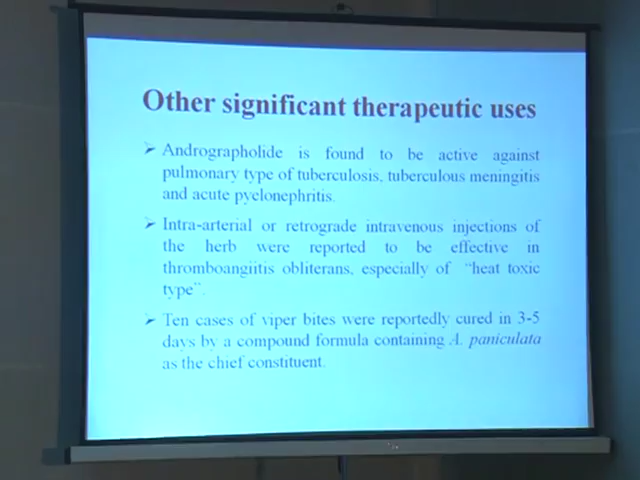 Other significant therapeutic uses
➢ Andrographolide is found to be active against
pulmonary type of tuberculosis, tuberculous meningitis
and acute pyelonephritis.
➢ Intra-arterial or retrograde intravenous injections of
the herb were reported to be effective in
thromboangiitis obliterans, especially of "heat toxic
type".
➢ Ten cases of viper bites were reportedly cured in 3-5
days by a compound formula containing A. paniculata
as the chief constituent.